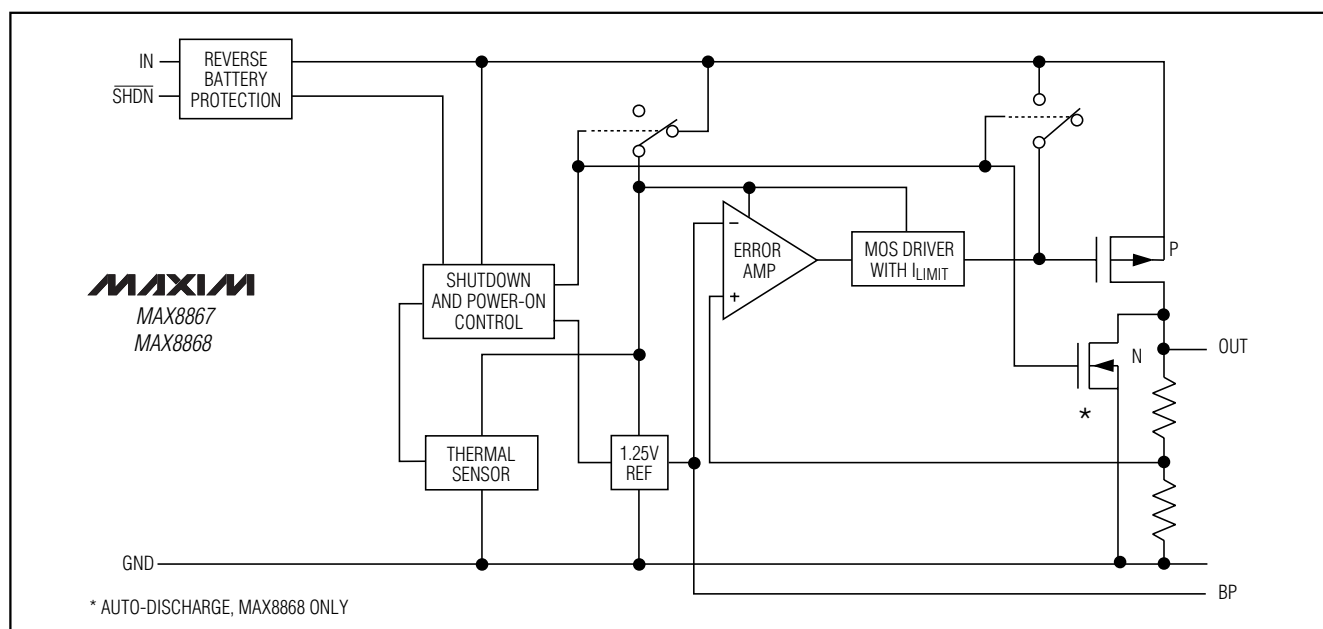 IN
REVERSE
BATTERY
PROTECTION
SHDN
MAXIM
MAX8867
MAX8868
SHUTDOWN
AND POWER-ON
CONTROL
−
ERROR
AMP
+
MOS DRIVER
WITH ILIMIT
P
N
*
OUT
THERMAL
SENSOR
1.25V
REF
GND
BP
* AUTO-DISCHARGE, MAX8868 ONLY